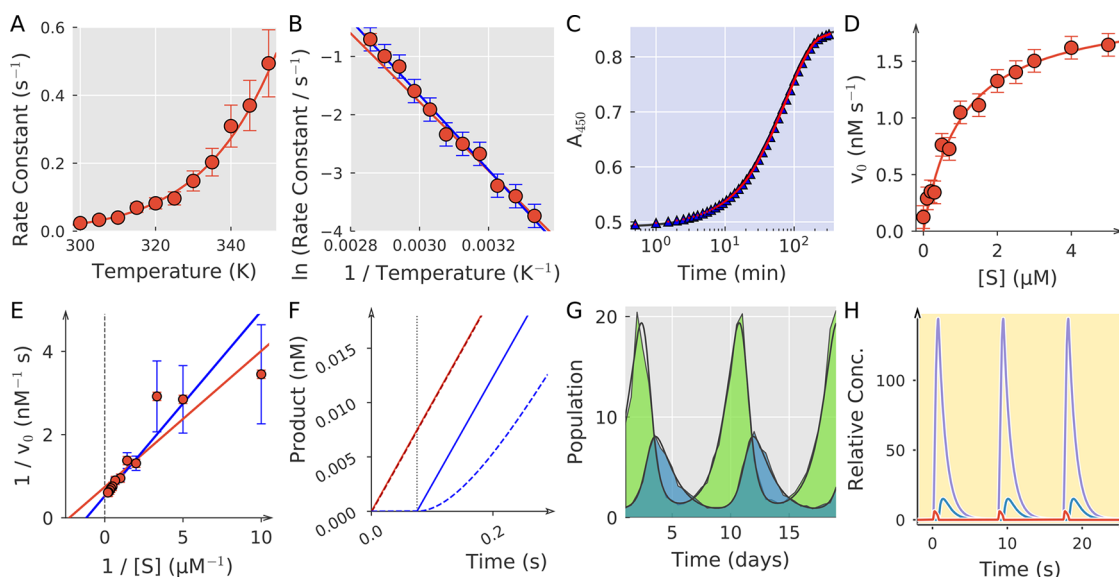 A
Rate Constant (s⁻¹)
0.6
0.4
0.2
0.0
300
320
340
Temperature (K)
B
ln (Rate Constant / s⁻¹)
−1
−2
−3
−4
0.0028
0.0030
0.0032
1 / Temperature (K⁻¹)
C
A₄₅₀
0.8
0.7
0.6
0.5
10⁰
10¹
10²
Time (min)
D
v₀ (nM s⁻¹)
1.5
1.0
0.5
0.0
0
2
4
[S] (μM)
E
1 / v₀ (nM⁻¹ s)
4
2
0
0
5
10
1 / [S] (μM⁻¹)
F
Product (nM)
0.015
0.010
0.005
0.000
0.0
0.2
Time (s)
G
Population
20
10
0
5
10
15
Time (days)
H
Relative Conc.
100
50
0
0
10
20
Time (s)